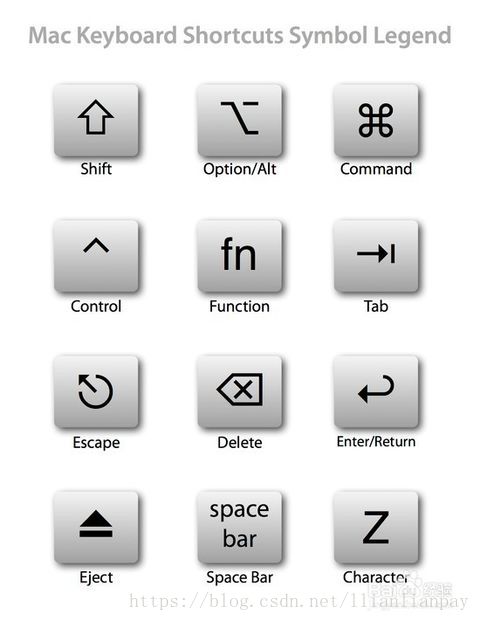 Mac Keyboard Shortcuts Symbol Legend
⇧ ⌥ ⌘
Shift Option/Alt Command
^ fn ⇥
Control Function Tab
⎋ ⌫ ↩
Escape Delete Enter/Return
⏏ space bar Z
Eject Space Bar Character
https://blog.csdn.net/llianlianpay